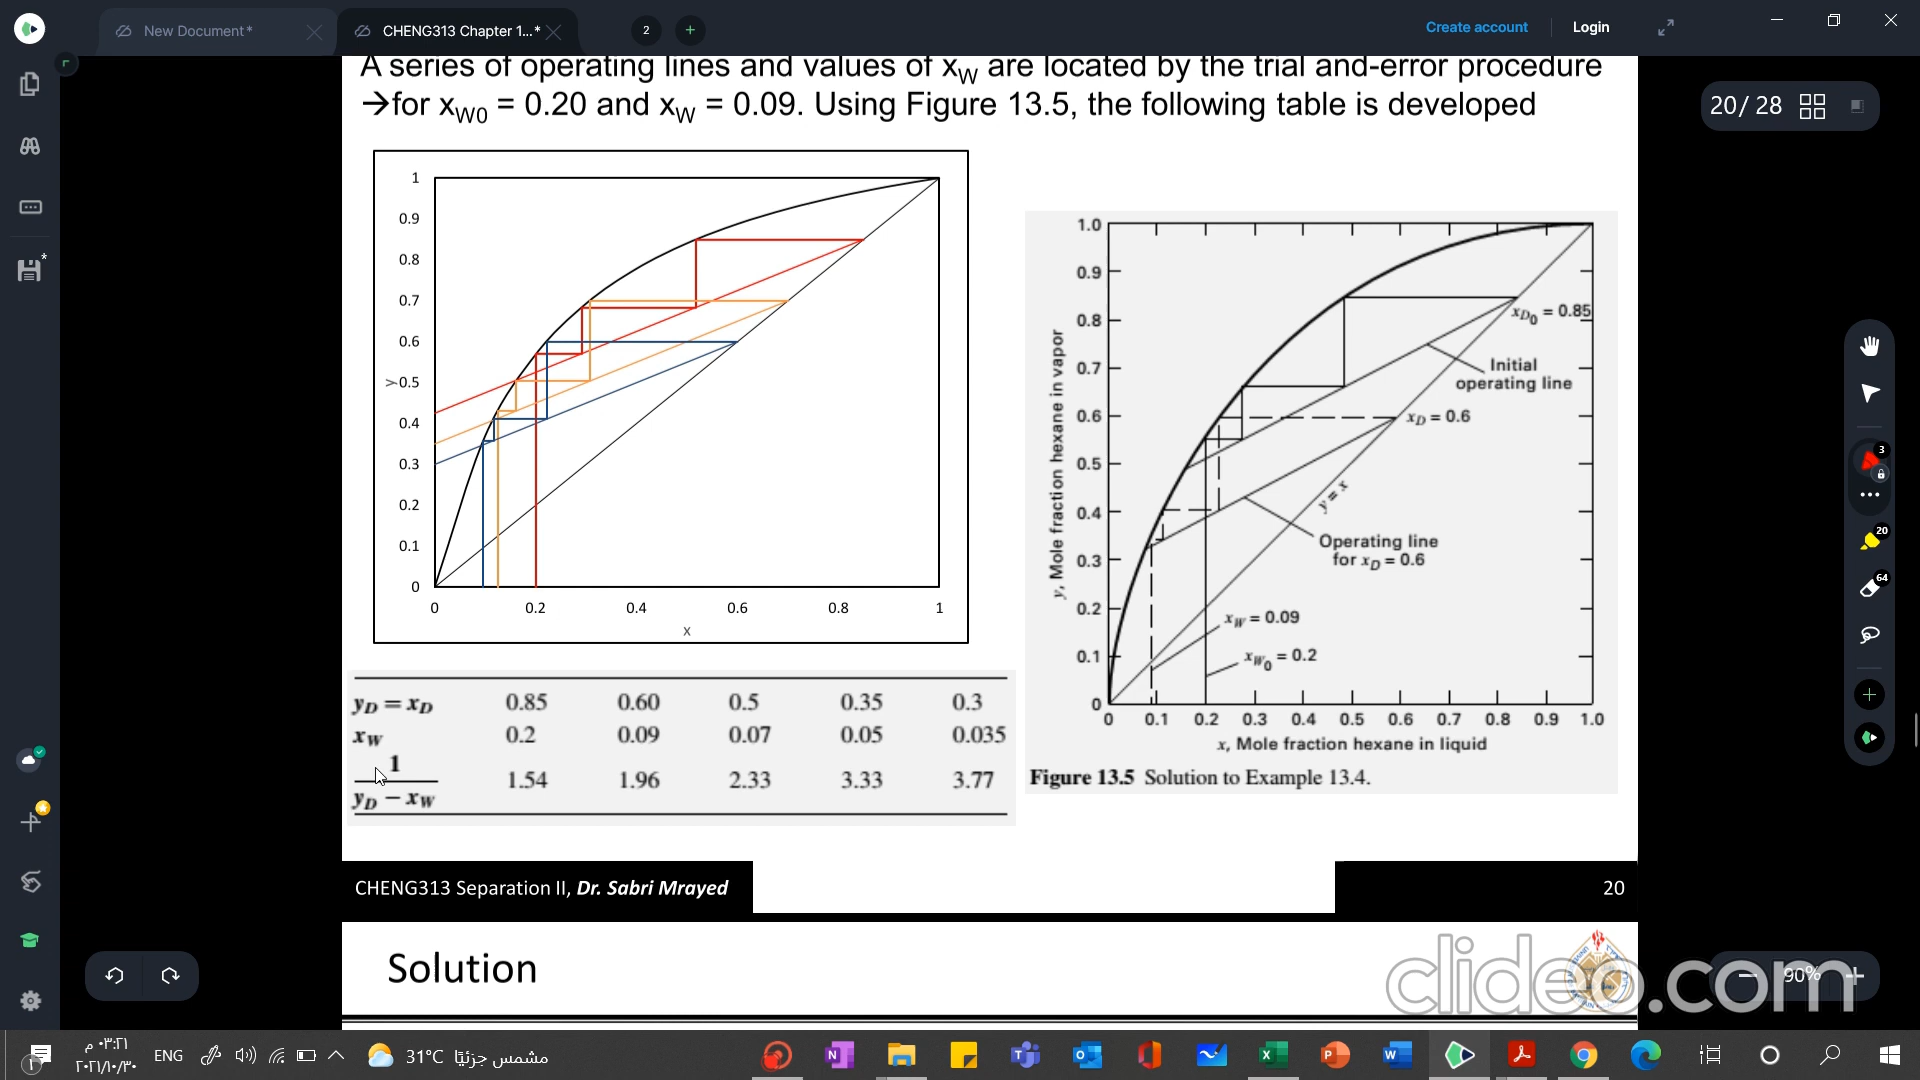 New Document*
CHENG313 Chapter 1...*
2
+
Create account
Login
A series of operating lines and values of xW are located by the trial and-error procedure
→for xW0 = 0.20 and xW = 0.09. Using Figure 13.5, the following table is developed
20/ 28
1
0.9
0.8
0.7
0.6
y 0.5
0.4
0.3
0.2
0.1
0
0 0.2 0.4 0.6 0.8 1
x
yD = xD 0.85 0.60 0.5 0.35 0.3
xW 0.2 0.09 0.07 0.05 0.035
1
yD − xW
1.54 1.96 2.33 3.33 3.77
y, Mole fraction hexane in vapor
1.0
0.9
0.8
0.7
0.6
0.5
0.4
0.3
0.2
0.1
0
xD0 = 0.85
Initial
operating line
xD = 0.6
y = x
Operating line
for xD = 0.6
xW = 0.09
xW0 = 0.2
0 0.1 0.2 0.3 0.4 0.5 0.6 0.7 0.8 0.9 1.0
x, Mole fraction hexane in liquid
Figure 13.5 Solution to Example 13.4.
3
20
64
CHENG313 Separation II, Dr. Sabri Mrayed
20
Solution
90%
clideo.com
٠٣:٢١ م
٢٠٢١/١٠/٣٠
ENG
31°C مشمس جزئيًا